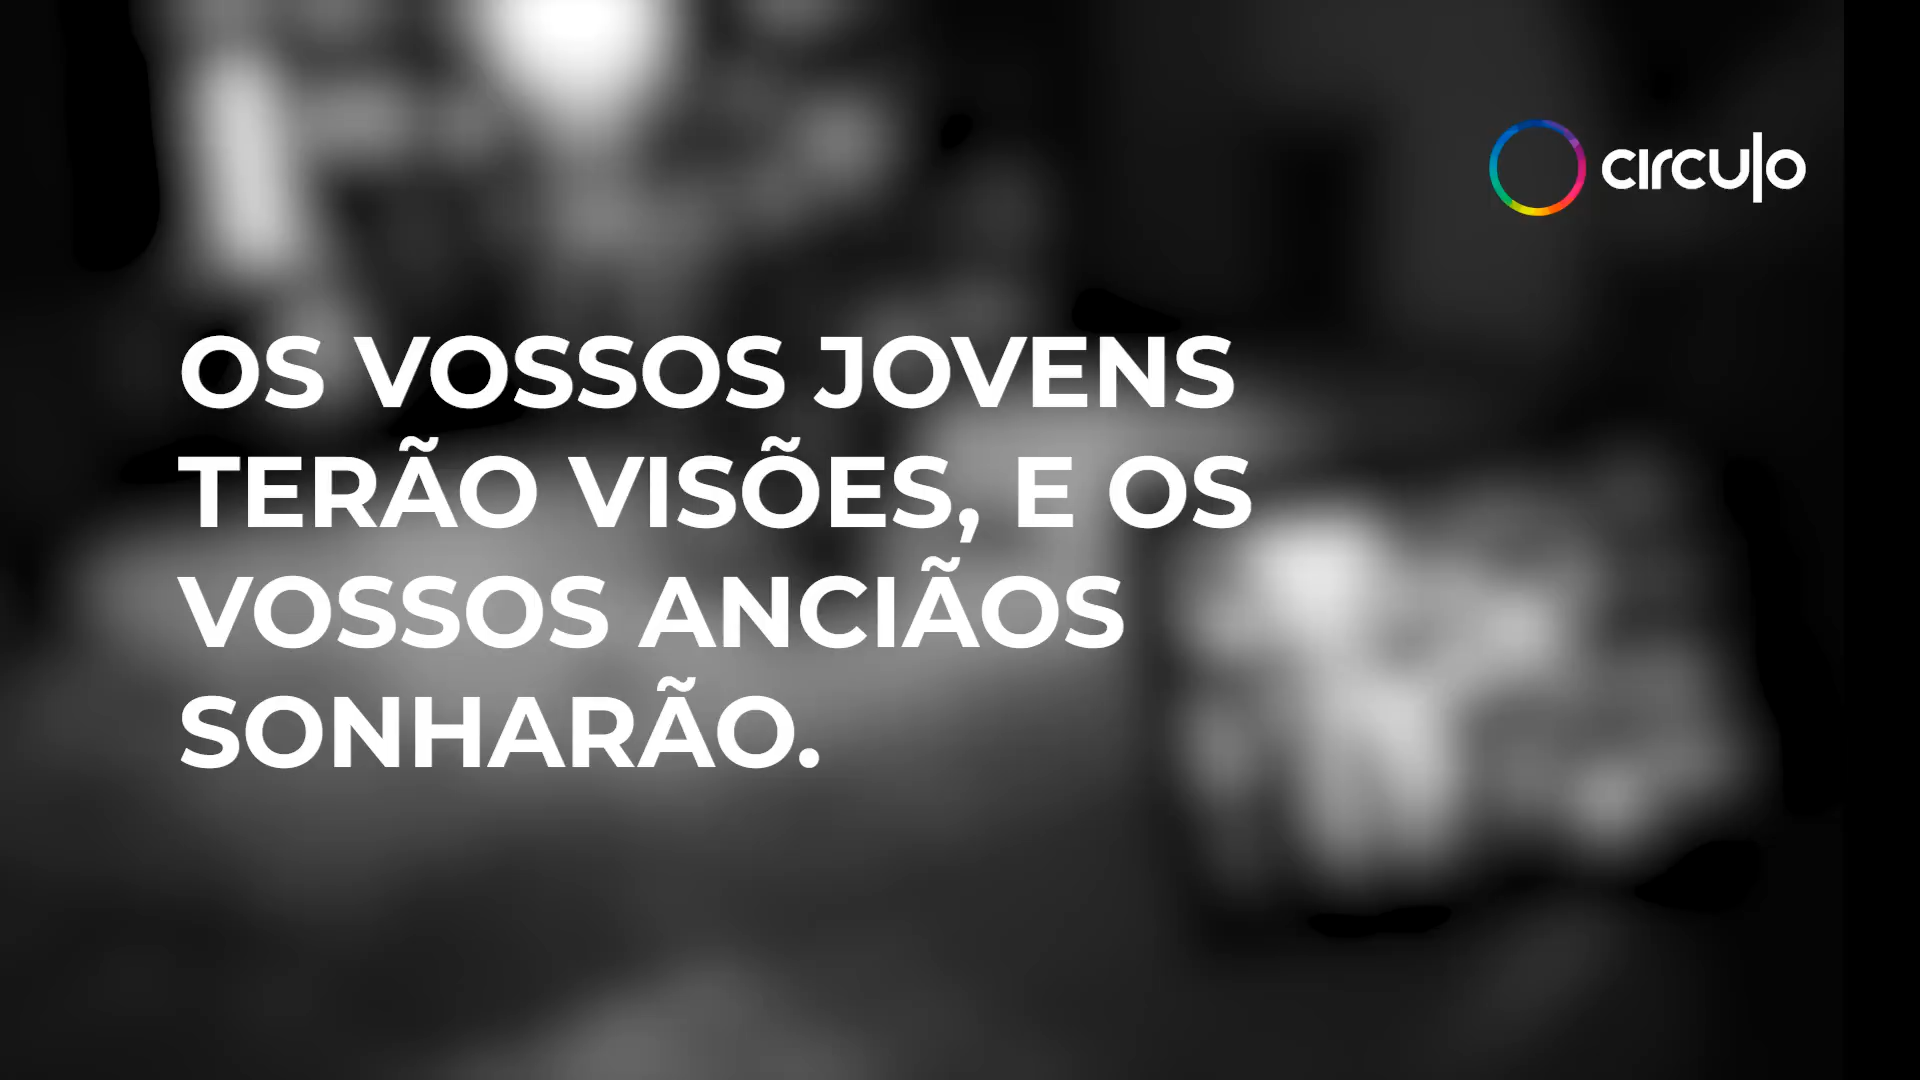 circulo
OS VOSSOS JOVENS
TERÃO VISÕES, E OS
VOSSOS ANCIÃOS
SONHARÃO.